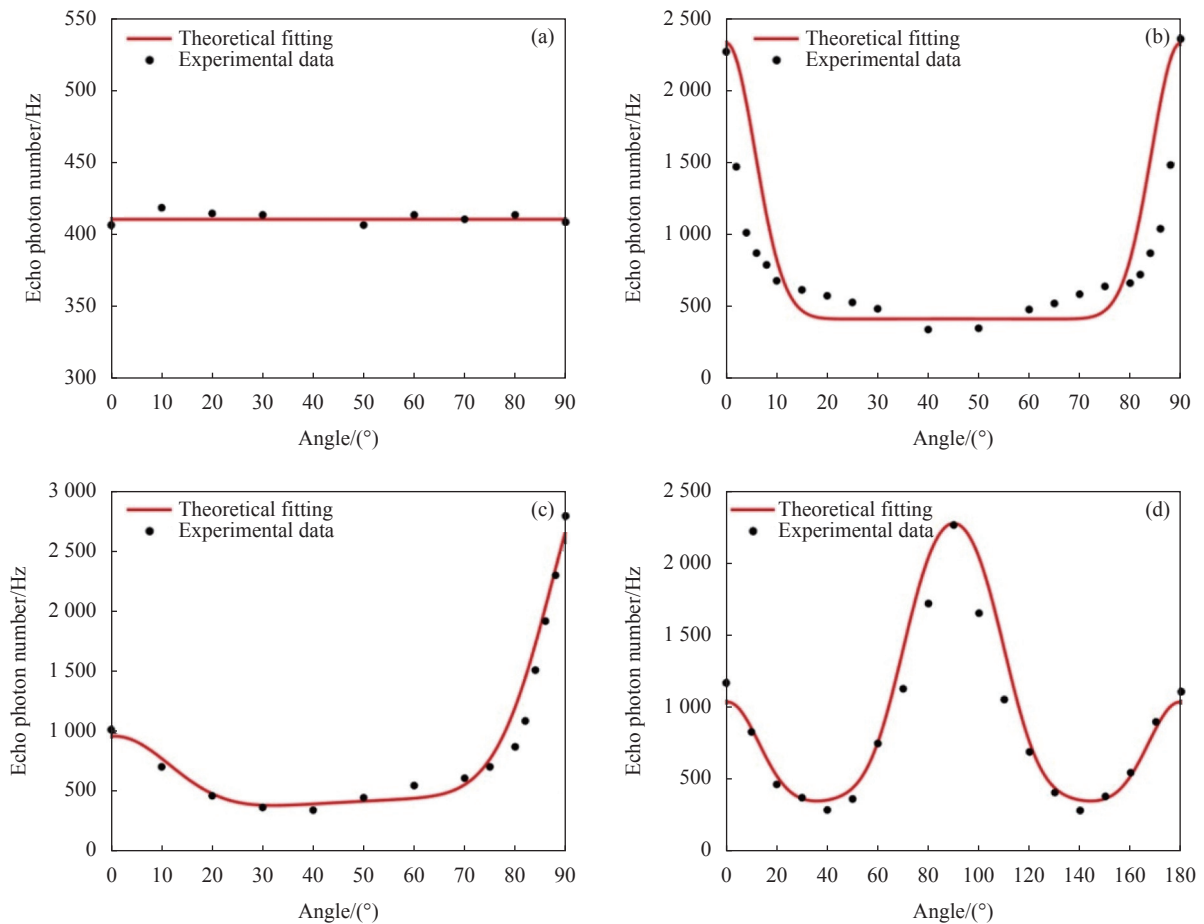 550
500
450
400
350
300
Echo photon number/Hz
Theoretical fitting
Experimental data
(a)
0 10 20 30 40 50 60 70 80 90
Angle/(°)
2 500
2 000
1 500
1 000
500
0
Echo photon number/Hz
Theoretical fitting
Experimental data
(b)
0 10 20 30 40 50 60 70 80 90
Angle/(°)
3 000
2 500
2 000
1 500
1 000
500
0
Echo photon number/Hz
Theoretical fitting
Experimental data
(c)
0 10 20 30 40 50 60 70 80 90
Angle/(°)
2 500
2 000
1 500
1 000
500
0
Echo photon number/Hz
Theoretical fitting
Experimental data
(d)
0 20 40 60 80 100 120 140 160 180
Angle/(°)